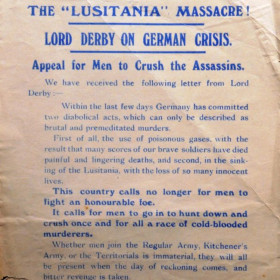 THE "LUSITANIA" MASSACRE!
LORD DERBY ON GERMAN CRISIS.
Appeal for Men to Crush the Assassins.
We have received the following letter from Lord
Derby:—
Within the last few days Germany has committed
two diabolical acts, which can only be described as
brutal and premeditated murders.
First of all, the use of poisonous gases, with the
result that many scores of our brave soldiers have died
painful and lingering deaths, and second, in the sink-
ing of the Lusitania, with the loss of so many innocent
lives.
This country calls no longer for men to
fight an honourable foe.
It calls for men to go in to hunt down and
crush once and for all a race of cold-blooded
murderers.
Whether men join the Regular Army, Kitchener's
Army, or the Territorials is immaterial, they will all
be present when the day of reckoning comes, and
bitter revenge is taken.